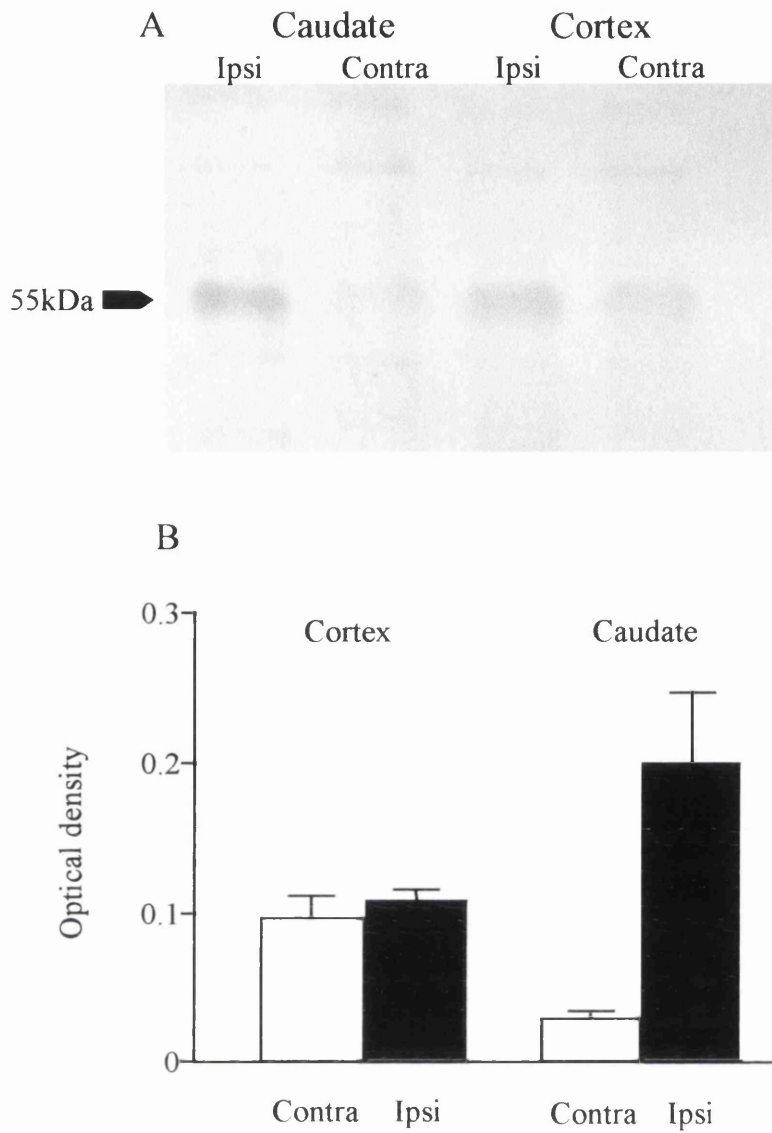 A Caudate Cortex
Ipsi Contra Ipsi Contra
55kDa
B
0.3
Cortex Caudate
0.2
Optical density
0.1
0
Contra Ipsi Contra Ipsi